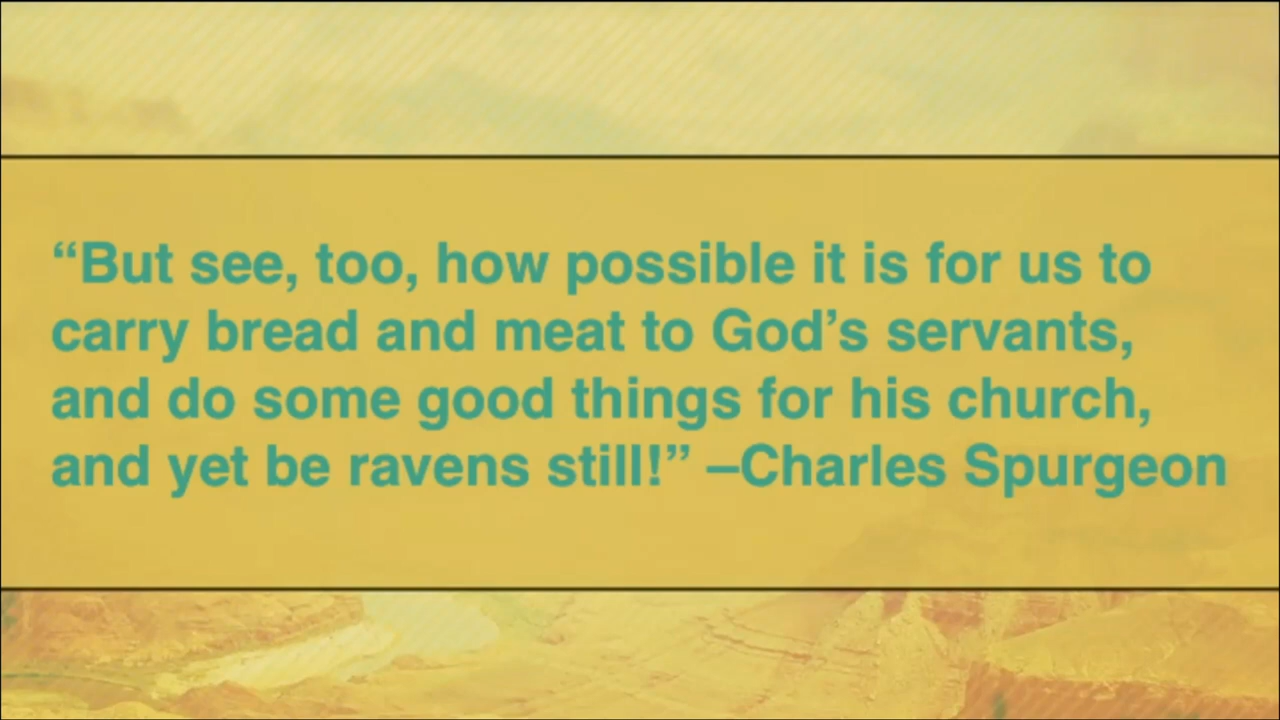 “But see, too, how possible it is for us to
carry bread and meat to God’s servants,
and do some good things for his church,
and yet be ravens still!” –Charles Spurgeon